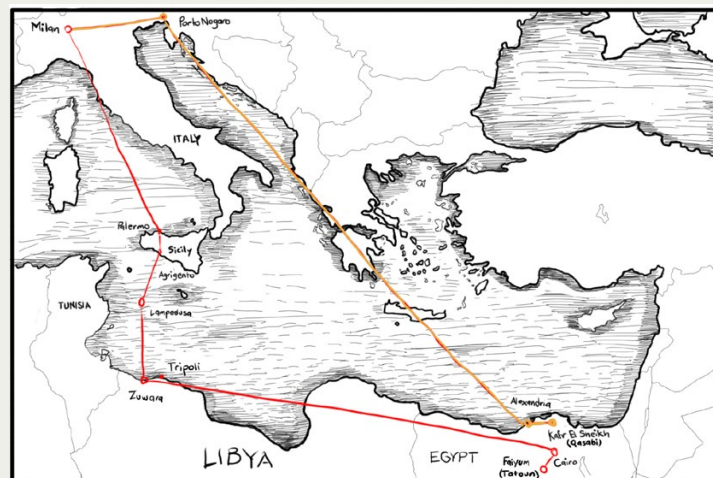 Milan
Porto Nogaro
ITALY
Palermo
Sicily
Agrigento
TUNISIA
Lampedusa
Tripoli
Zuwara
Alexandria
Kafr El Sheikh
(Qasabi)
LIBYA
EGYPT
Faiyum
(Tatoun)
Cairo